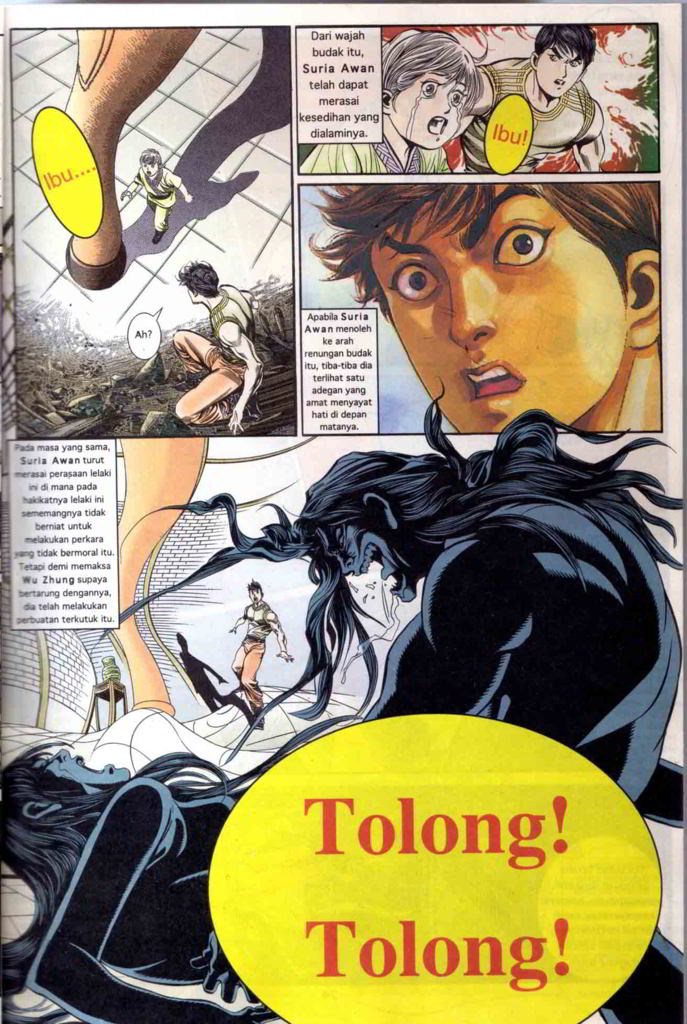 Ibu....
Ah?
Dari wajah
budak itu,
Suria Awan
telah dapat
merasai
kesedihan yang
dialaminya.
Ibu!
Apabila Suria
Awan menoleh
ke arah
renungan budak
itu, tiba-tiba dia
terlihat satu
adegan yang
amat menyayat
hati di depan
matanya.
Pada masa yang sama,
Suria Awan turut
merasai perasaan lelaki
ini di mana pada
hakikatnya lelaki ini
sememangnya tidak
berniat untuk
melakukan perkara
yang tidak bermoral itu.
Tetapi demi memaksa
Wu Zhung supaya
bertarung dengannya,
dia telah melakukan
perbuatan terkutuk itu.
Tolong!
Tolong!